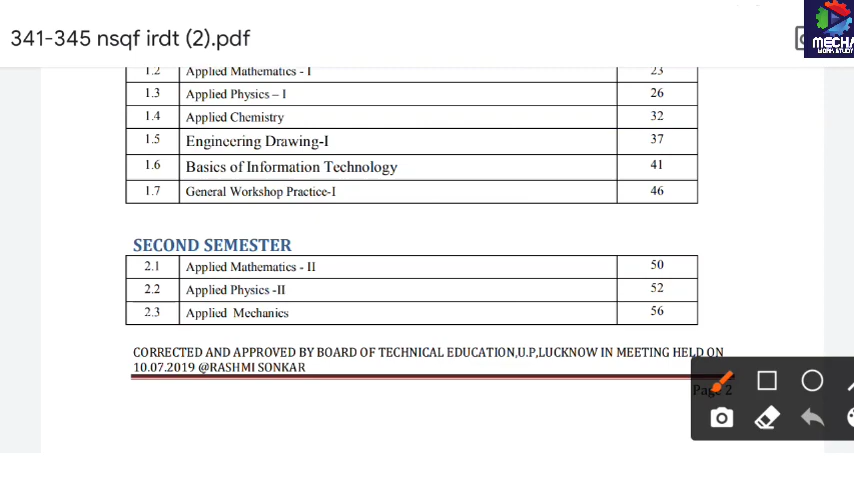 341-345 nsqf irdt (2).pdf
MECHA
WORK STUDY
1.2 Applied Mathematics - I 23
1.3 Applied Physics – I 26
1.4 Applied Chemistry 32
1.5 Engineering Drawing-I 37
1.6 Basics of Information Technology 41
1.7 General Workshop Practice-I 46
SECOND SEMESTER
2.1 Applied Mathematics - II 50
2.2 Applied Physics -II 52
2.3 Applied Mechanics 56
CORRECTED AND APPROVED BY BOARD OF TECHNICAL EDUCATION,U.P,LUCKNOW IN MEETING HELD ON
10.07.2019 @RASHMI SONKAR
Page 2